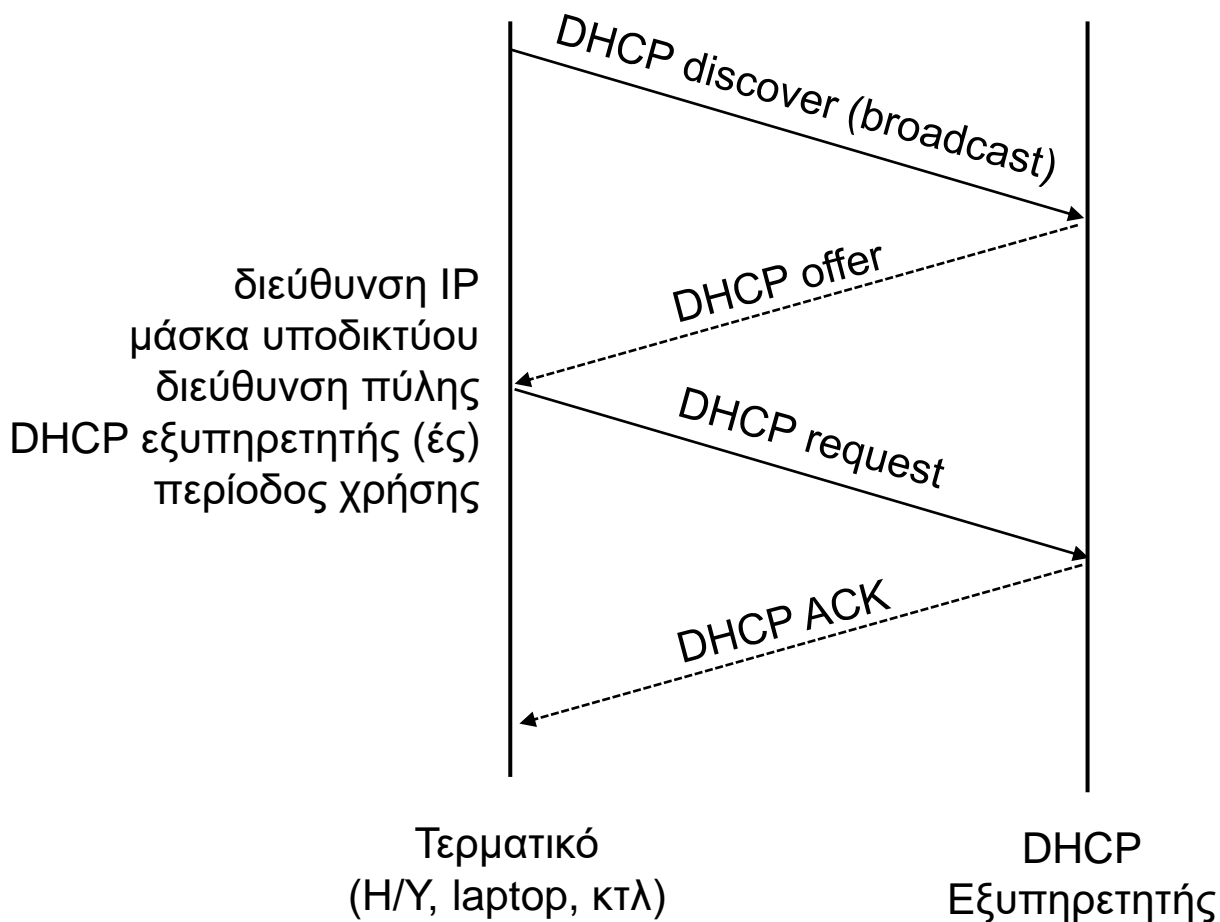 DHCP discover (broadcast)
DHCP offer
διεύθυνση IP
μάσκα υποδικτύου
διεύθυνση πύλης
DHCP εξυπηρετητής (ές)
περίοδος χρήσης
DHCP request
DHCP ACK
Τερματικό
(Η/Υ, laptop, κτλ)
DHCP
Εξυπηρετητής